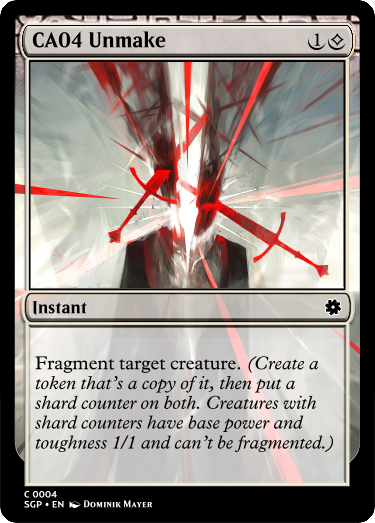 CA04 Unmake 1
Instant
Fragment target creature. (Create a
token that's a copy of it, then put a
shard counter on both. Creatures with
shard counters have base power and
toughness 1/1 and can't be fragmented.)
C 0004
SGP • EN DOMINIK MAYER